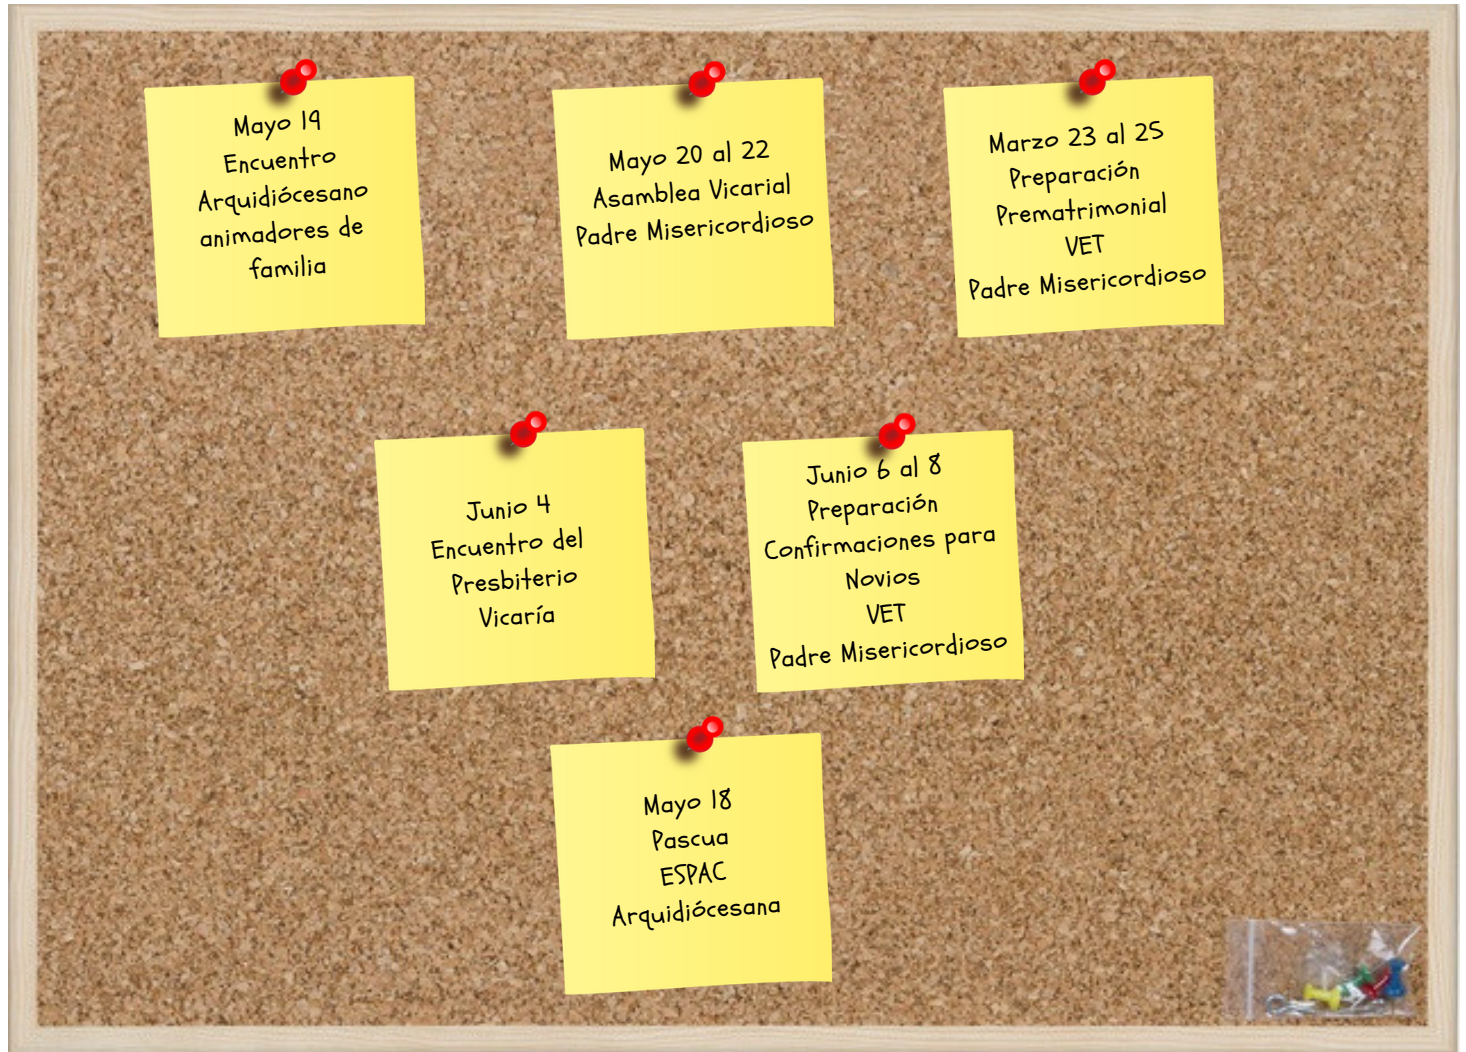 Mayo 19
Encuentro
Arquidiócesano
animadores de
familia
Mayo 20 al 22
Asamblea Vicarial
Padre Misericordioso
Marzo 23 al 25
Preparación
Prematrimonial
VET
Padre Misericordioso
Junio 4
Encuentro del
Presbiterio
Vicaría
Junio 6 al 8
Preparación
Confirmaciones para
Novios
VET
Padre Misericordioso
Mayo 18
Pascua
ESPAC
Arquidiócesana